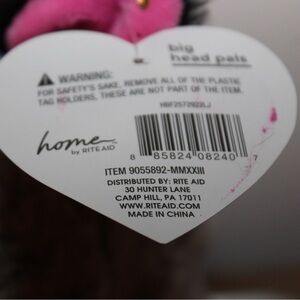 big
head pals
WARNING:
FOR SAFETY'S SAKE, REMOVE ALL OF THE PLASTIC
TAG HOLDERS, THESE ARE NOT PART OF THE ITEM.
HBF2572922LJ
home
by RITE AID
8 85824 08240 7
ITEM 9055892-MMXXIII
DISTRIBUTED BY: RITE AID
30 HUNTER LANE
CAMP HILL, PA 17011
WWW.RITEAID.COM
MADE IN CHINA